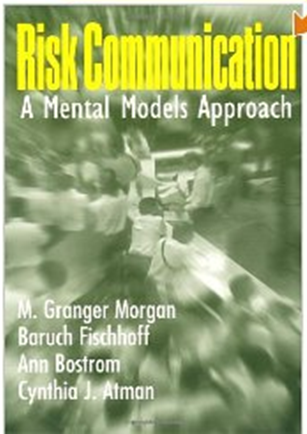 Risk Communication
A Mental Models Approach
M. Granger Morgan
Baruch Fischhoff
Ann Bostrom
Cynthia J. Atman